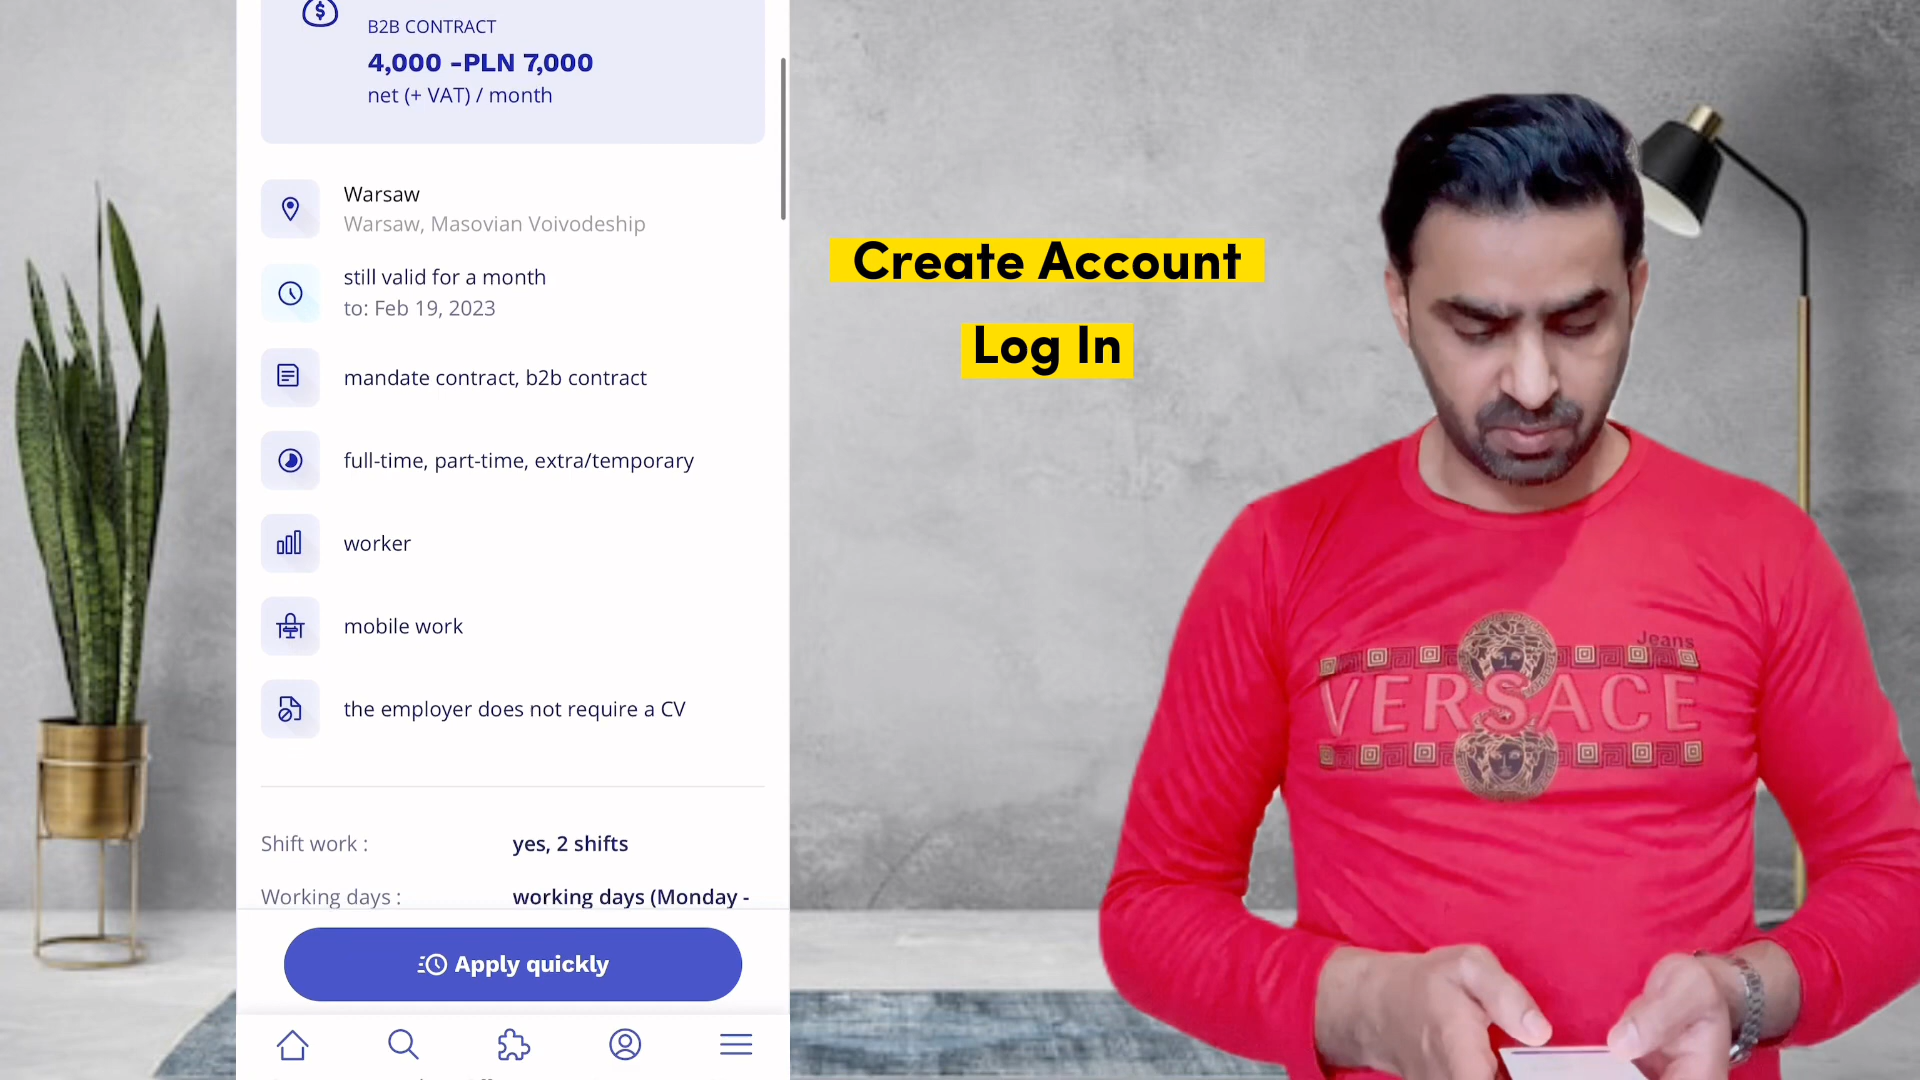 B2B CONTRACT
4,000 -PLN 7,000
net (+ VAT) / month
Warsaw
Warsaw, Masovian Voivodeship
still valid for a month
to: Feb 19, 2023
mandate contract, b2b contract
full-time, part-time, extra/temporary
worker
mobile work
the employer does not require a CV
Shift work :
yes, 2 shifts
Working days :
working days (Monday -
Apply quickly
Create Account
Log In
Jeans
VERSACE